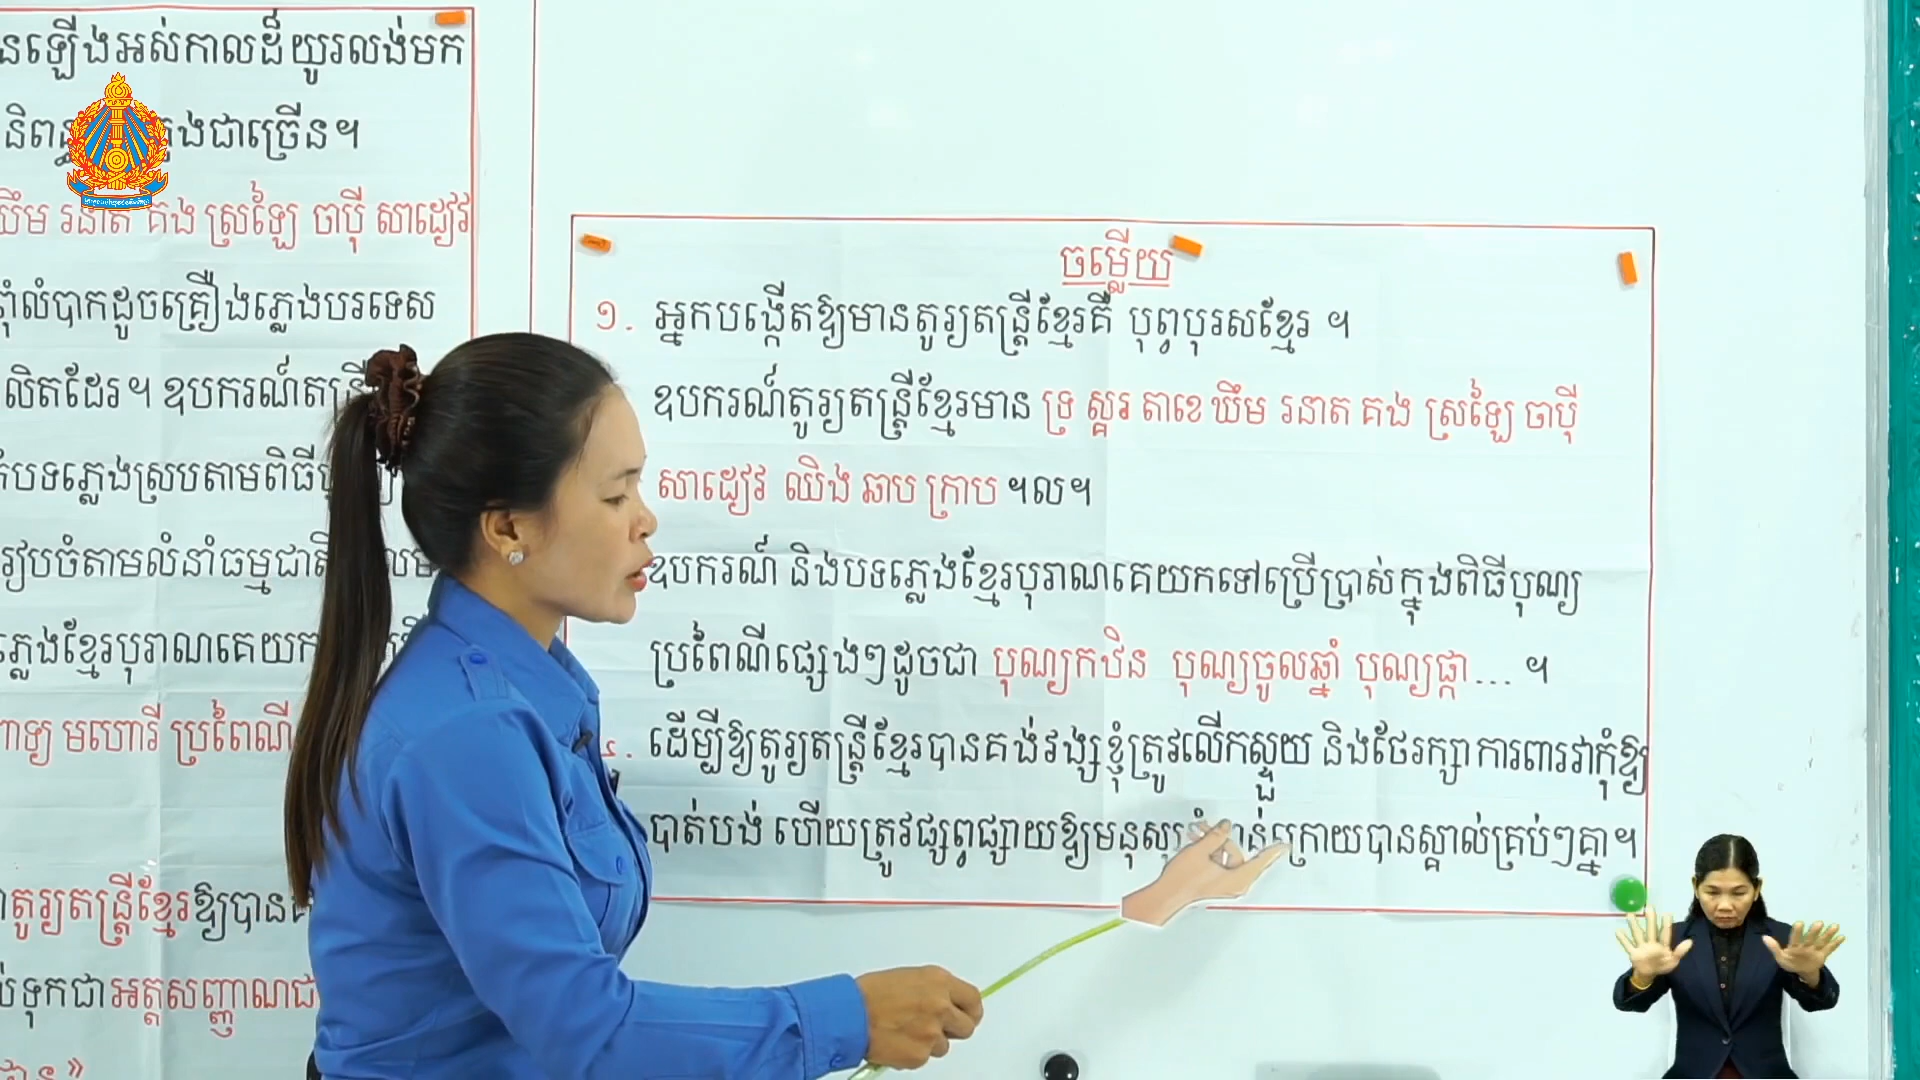 នឡើងអស់កាលដ៏យូរលង់មក
ជាច្រើន។
ឃឹម រនាត គង ស្រឡៃ ចាប៉ី សាដៀវ
ពុំលំបាកដូចគ្រឿងភ្លេងបរទេស
លិតដែរ។ ឧបករណ៍តន្ត្រី
បទភ្លេងស្របតាមពិធី
រៀបចំតាមលំនាំធម្មជាតិ
ភ្លេងខ្មែរបុរាណគេយក
ពាទ្យ មហោរី ប្រពៃណី
តូរ្យតន្ត្រីខ្មែរឱ្យបាន
ទុកជាអត្តសញ្ញាណជា
ចម្លើយ
១. អ្នកបង្កើតឱ្យមានតូរ្យតន្ត្រីខ្មែរគឺ បុព្វបុរសខ្មែរ ។
ឧបករណ៍តូរ្យតន្ត្រីខ្មែរមាន ទ្រ ស្គរ តាខេ ឃឹម រនាត គង ស្រឡៃ ចាប៉ី
សាដៀវ ឈិង ឆាប ក្រាប ។ល។
ឧបករណ៍ និងបទភ្លេងខ្មែរបុរាណគេយកទៅប្រើប្រាស់ក្នុងពិធីបុណ្យ
ប្រពៃណីផ្សេងៗដូចជា បុណ្យកឋិន បុណ្យចូលឆ្នាំ បុណ្យផ្កា... ។
៤. ដើម្បីឱ្យតូរ្យតន្ត្រីខ្មែរបានគង់វង្សខ្ញុំត្រូវលើកស្ទួយ និងថែរក្សាការពារវាកុំឱ្យ
បាត់បង់ ហើយត្រូវផ្សព្វផ្សាយឱ្យមនុស្ស ក្រោយបានស្គាល់គ្រប់ៗគ្នា។